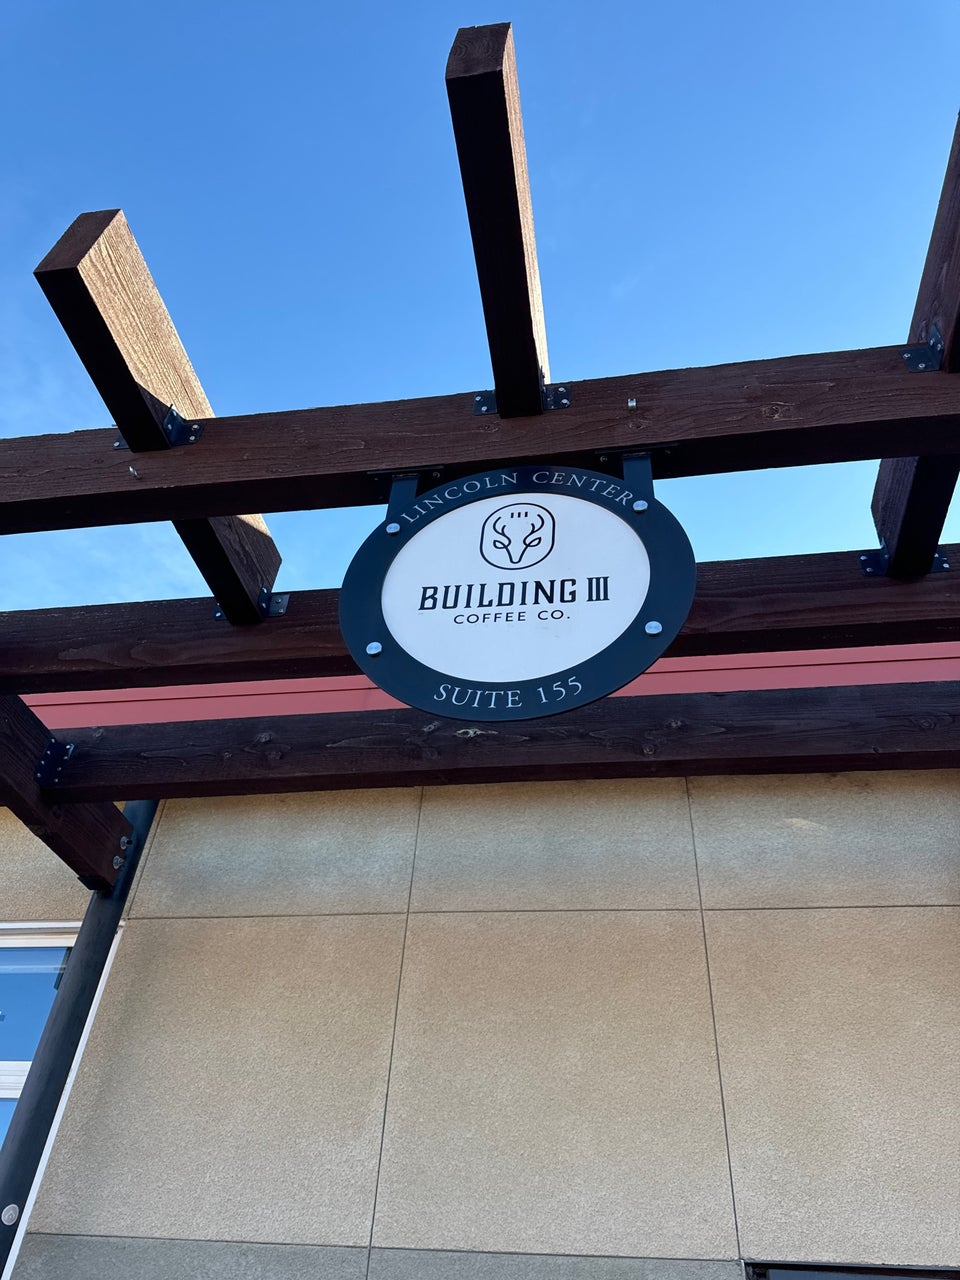 LINCOLN CENTER
BUILDING III
COFFEE CO.
SUITE 155